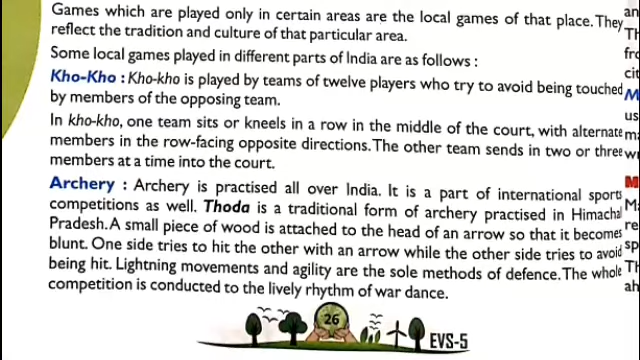 Games which are played only in certain areas are the local games of that place. They
reflect the tradition and culture of that particular area.
Some local games played in different parts of India are as follows :
Kho-Kho : Kho-kho is played by teams of twelve players who try to avoid being touched
by members of the opposing team.
In kho-kho, one team sits or kneels in a row in the middle of the court, with alternate
members in the row-facing opposite directions. The other team sends in two or three
members at a time into the court.
Archery : Archery is practised all over India. It is a part of international sports
competitions as well. Thoda is a traditional form of archery practised in Himachal
Pradesh. A small piece of wood is attached to the head of an arrow so that it becomes
blunt. One side tries to hit the other with an arrow while the other side tries to avoid
being hit. Lightning movements and agility are the sole methods of defence. The whole
competition is conducted to the lively rhythm of war dance.
26
EVS-5